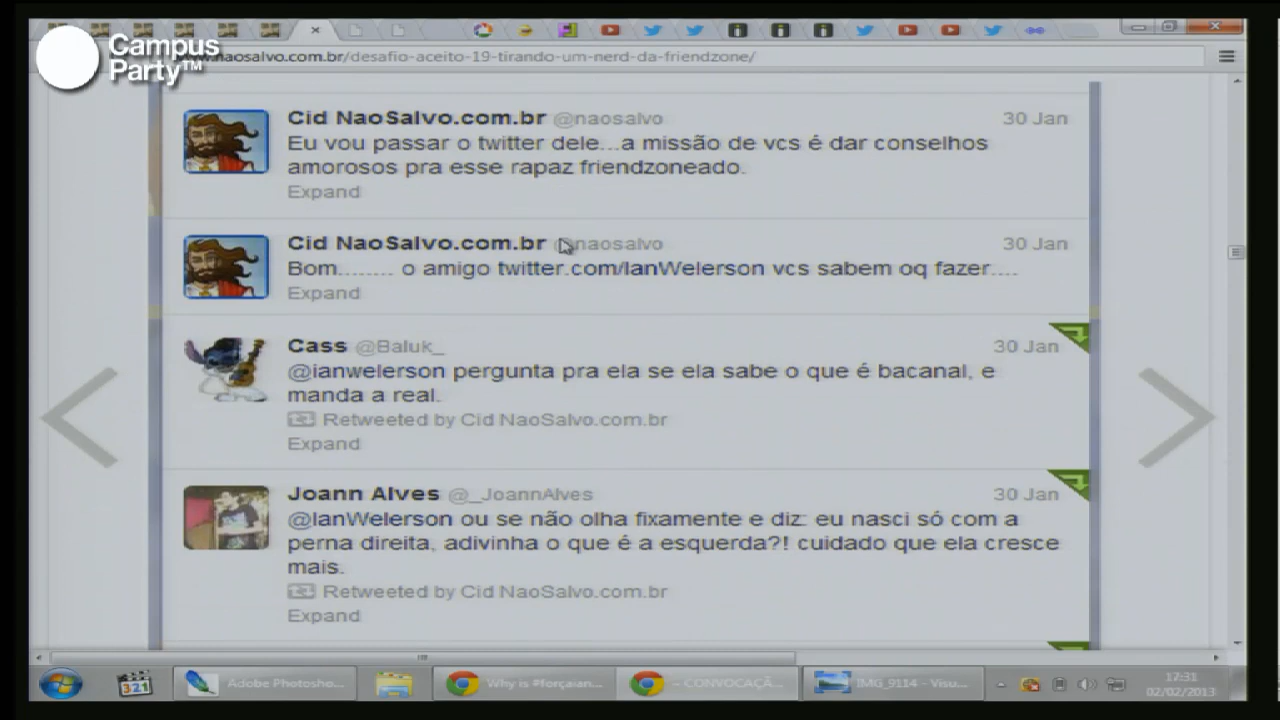 Campus
Party™
www.naosalvo.com.br/desafio-aceito-19-tirando-um-nerd-da-friendzone/
Cid NaoSalvo.com.br @naosalvo 30 Jan
Eu vou passar o twitter dele...a missão de vcs é dar conselhos
amorosos pra esse rapaz friendzoneado.
Expand
Cid NaoSalvo.com.br @naosalvo 30 Jan
Bom........ o amigo twitter.com/IanWelerson vcs sabem oq fazer....
Expand
Cass @Baluk_ 30 Jan
@ianwelerson pergunta pra ela se ela sabe o que é bacanal, e
manda a real.
Retweeted by Cid NaoSalvo.com.br
Expand
Joann Alves @_JoannAlves 30 Jan
@IanWelerson ou se não olha fixamente e diz: eu nasci só com a
perna direita, adivinha o que é a esquerda?! cuidado que ela cresce
mais.
Retweeted by Cid NaoSalvo.com.br
Expand
321
Adobe Photosho...
Why is #forçaian...
– CONVOCAÇÃ...
IMG_9114 - Visu...
17:31
02/02/2013